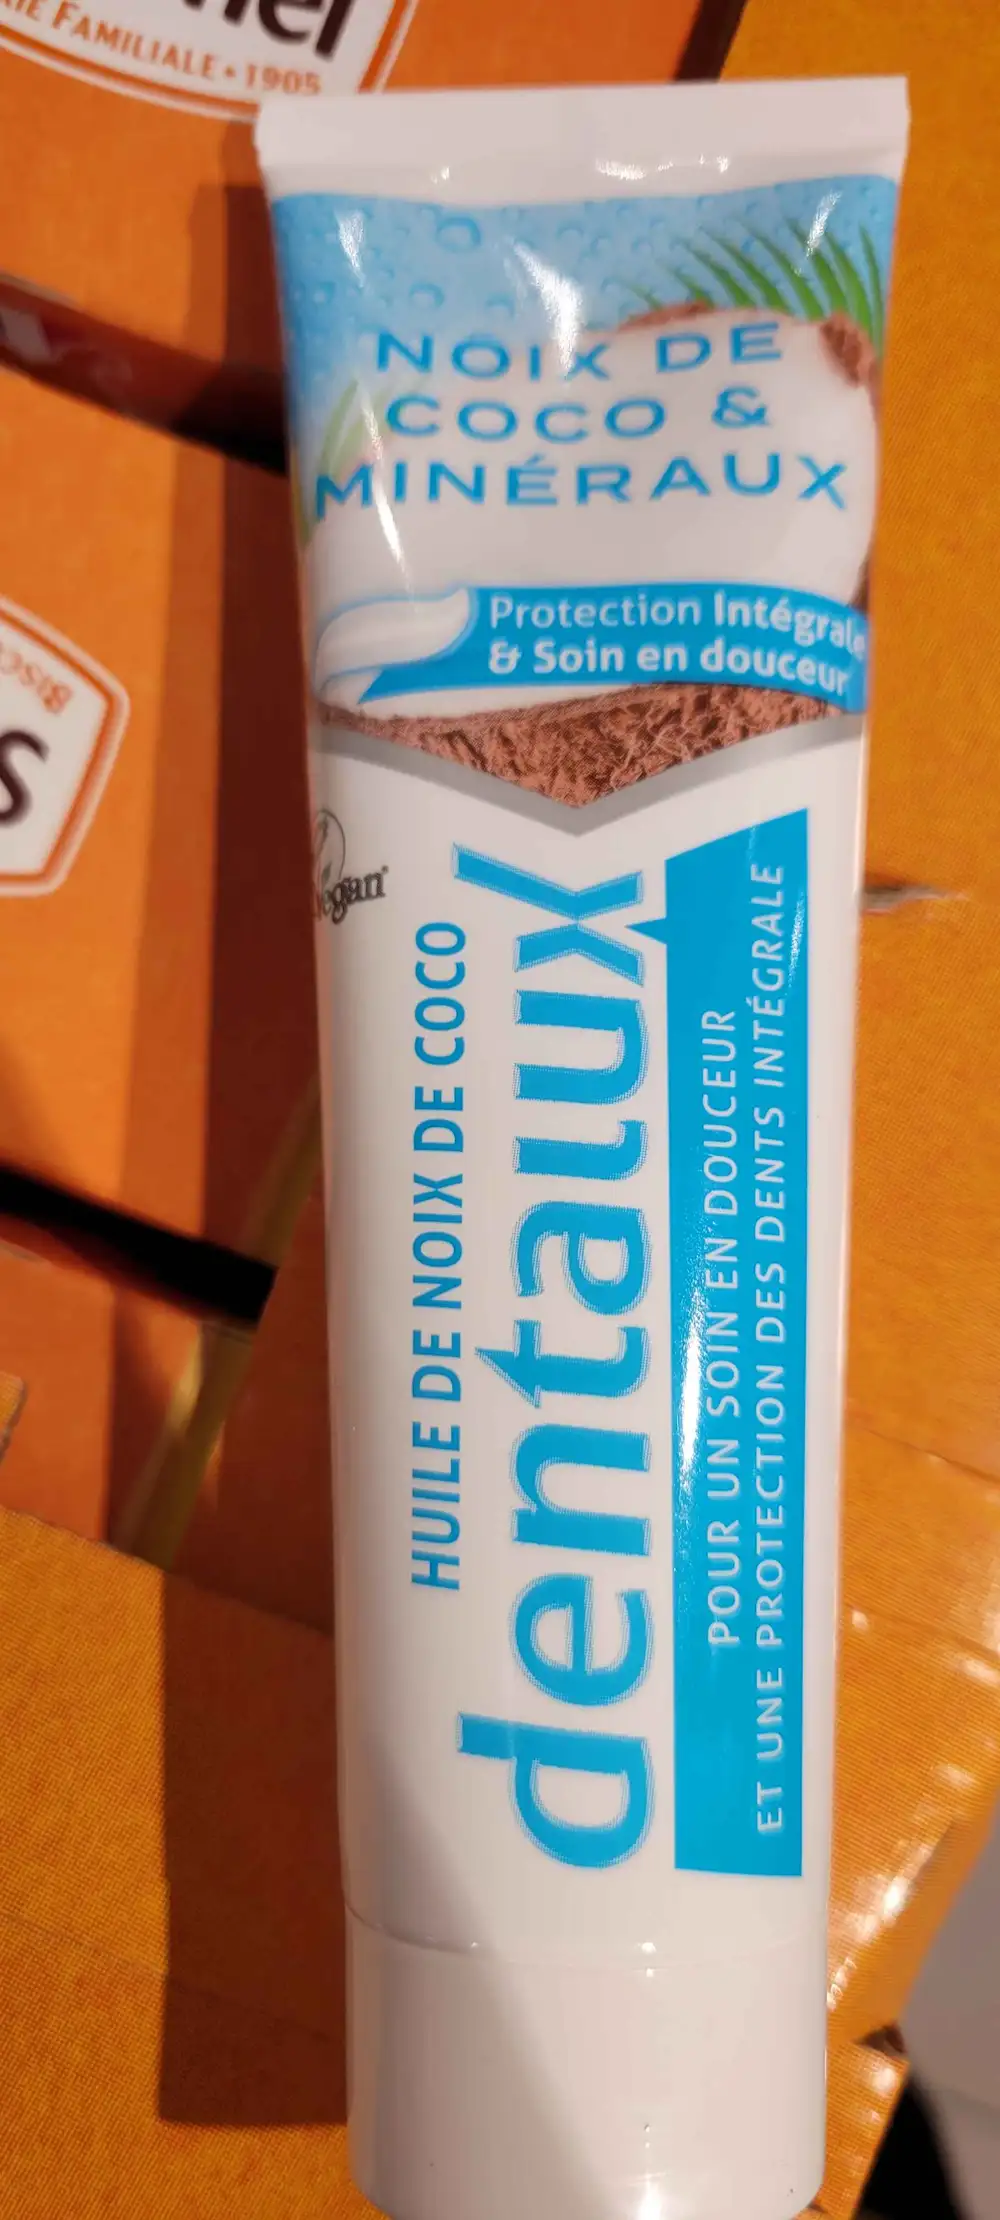 FAMILIALE • 1905
NOIX DE
COCO &
MINÉRAUX
Protection Intégrale
& Soin en douceur
Vegan
HUILE DE NOIX DE COCO
dentalux
POUR UN SOIN EN DOUCEUR
ET UNE PROTECTION DES DENTS INTÉGRALE